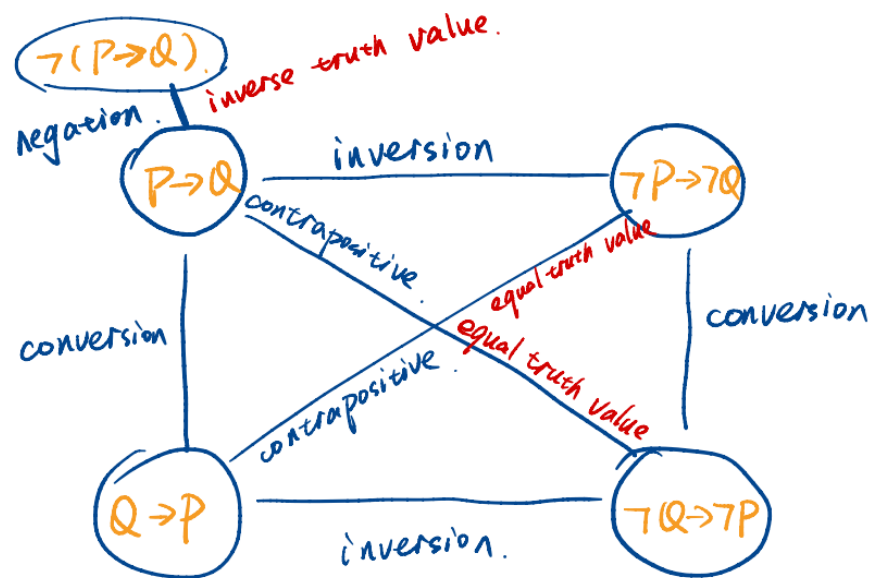 ¬(P→Q).
inverse truth value.
negation.
P→Q
inversion
¬P→¬Q
contrapositive.
equal truth value
conversion
conversion
equal truth value
contrapositive.
Q→P
inversion.
¬Q→¬P